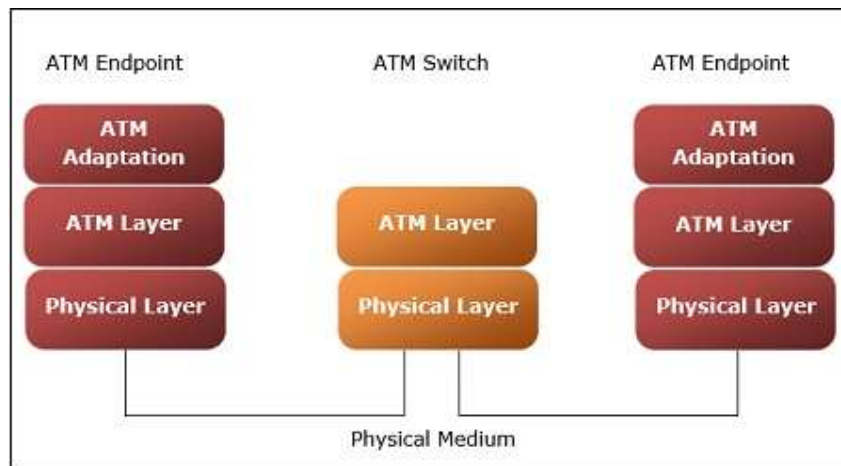 ATM Endpoint
ATM Switch
ATM Endpoint
ATM
Adaptation
ATM Layer
Physical Layer
ATM Layer
Physical Layer
ATM
Adaptation
ATM Layer
Physical Layer
Physical Medium